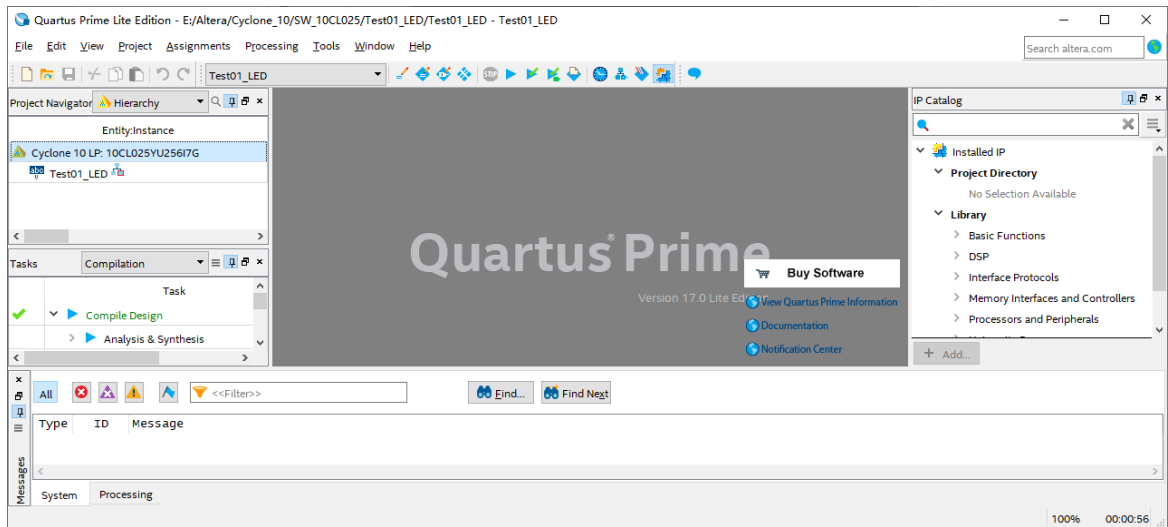 Quartus Prime Lite Edition - E:/Altera/Cyclone_10/SW_10CL025/Test01_LED/Test01_LED - Test01_LED
File Edit View Project Assignments Processing Tools Window Help
Search altera.com
Test01_LED
Project Navigator Hierarchy
Entity:Instance
Cyclone 10 LP: 10CL025YU256I7G
abc Test01_LED
Tasks Compilation
Task
Compile Design
Analysis & Synthesis
Quartus® Prime
Version 17.0 Lite
Buy Software
View Quartus Prime Information
Documentation
Notification Center
IP Catalog
Installed IP
Project Directory
No Selection Available
Library
Basic Functions
DSP
Interface Protocols
Memory Interfaces and Controllers
Processors and Peripherals
+ Add...
All <<Filter>> Find... Find Next
Type ID Message
Messages
System Processing
100% 00:00:56